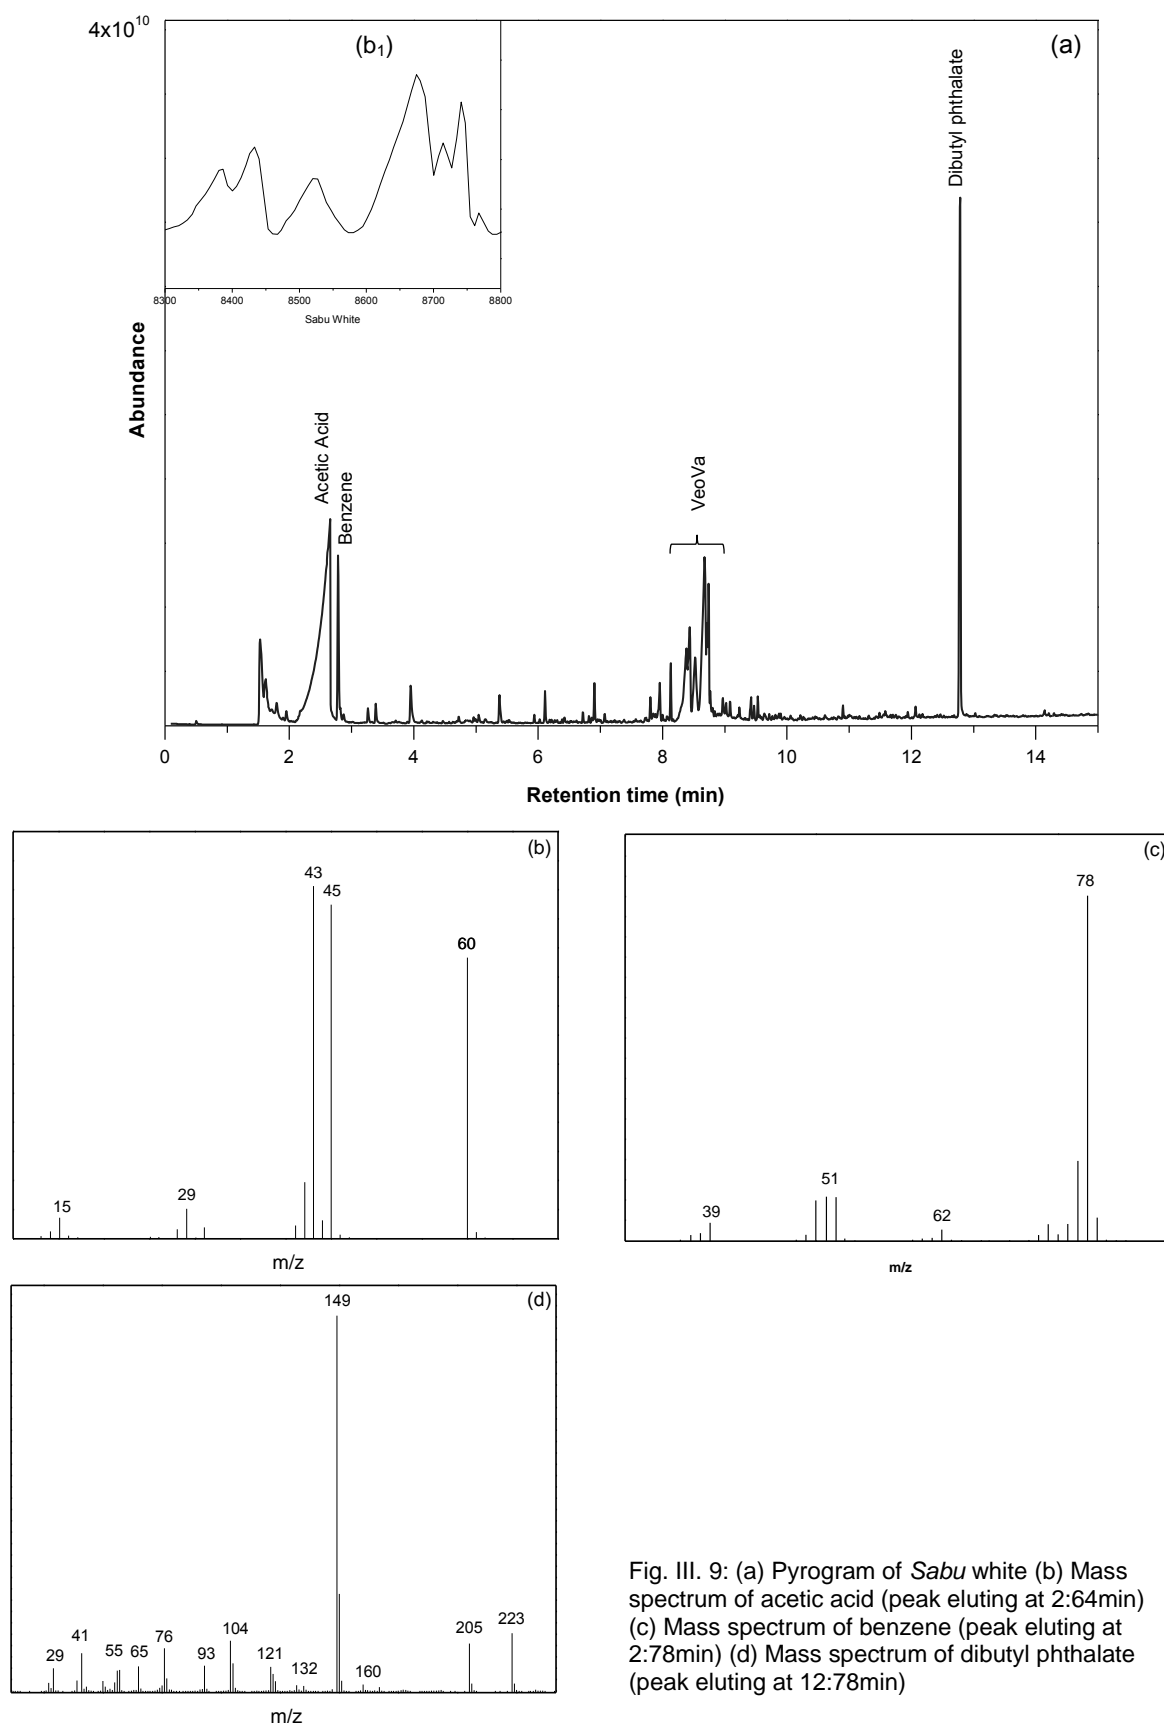 4x10¹⁰
(b₁)
(a)
8300 8400 8500 8600 8700 8800
Sabu White
Abundance
Acetic Acid
Benzene
VeoVa
Dibutyl phthalate
0 2 4 6 8 10 12 14
Retention time (min)
(b)
43
45
60
15
29
m/z
(c)
78
51
39
62
m/z
(d)
149
29 41 55 65 76 93 104 121 132 160 205 223
m/z
Fig. III. 9: (a) Pyrogram of Sabu white (b) Mass
spectrum of acetic acid (peak eluting at 2:64min)
(c) Mass spectrum of benzene (peak eluting at
2:78min) (d) Mass spectrum of dibutyl phthalate
(peak eluting at 12:78min)